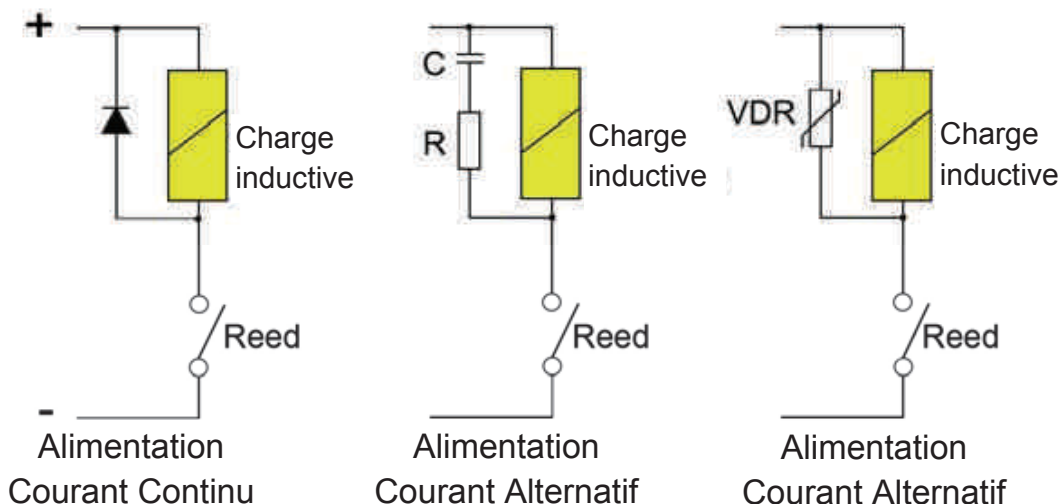 +
Charge
inductive
Reed
-
Alimentation
Courant Continu
C
R
Charge
inductive
Reed
Alimentation
Courant Alternatif
VDR
Charge
inductive
Reed
Alimentation
Courant Alternatif